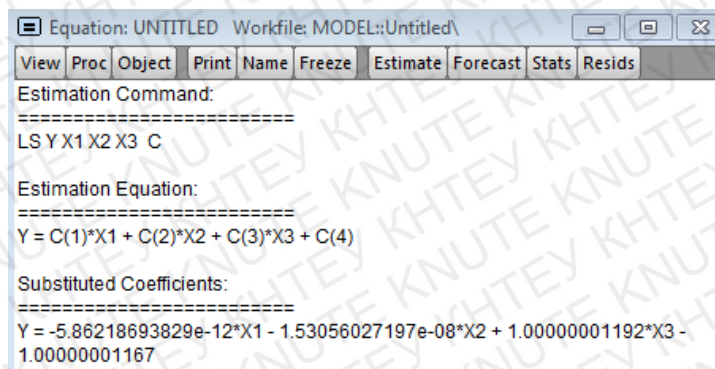 Equation: UNTITLED Workfile: MODEL::Untitled\
View Proc Object Print Name Freeze Estimate Forecast Stats Resids
Estimation Command:
=========================
LS Y X1 X2 X3 C
Estimation Equation:
=========================
Y = C(1)*X1 + C(2)*X2 + C(3)*X3 + C(4)
Substituted Coefficients:
=========================
Y = -5.86218693829e-12*X1 - 1.53056027197e-08*X2 + 1.00000001192*X3 -
1.00000001167